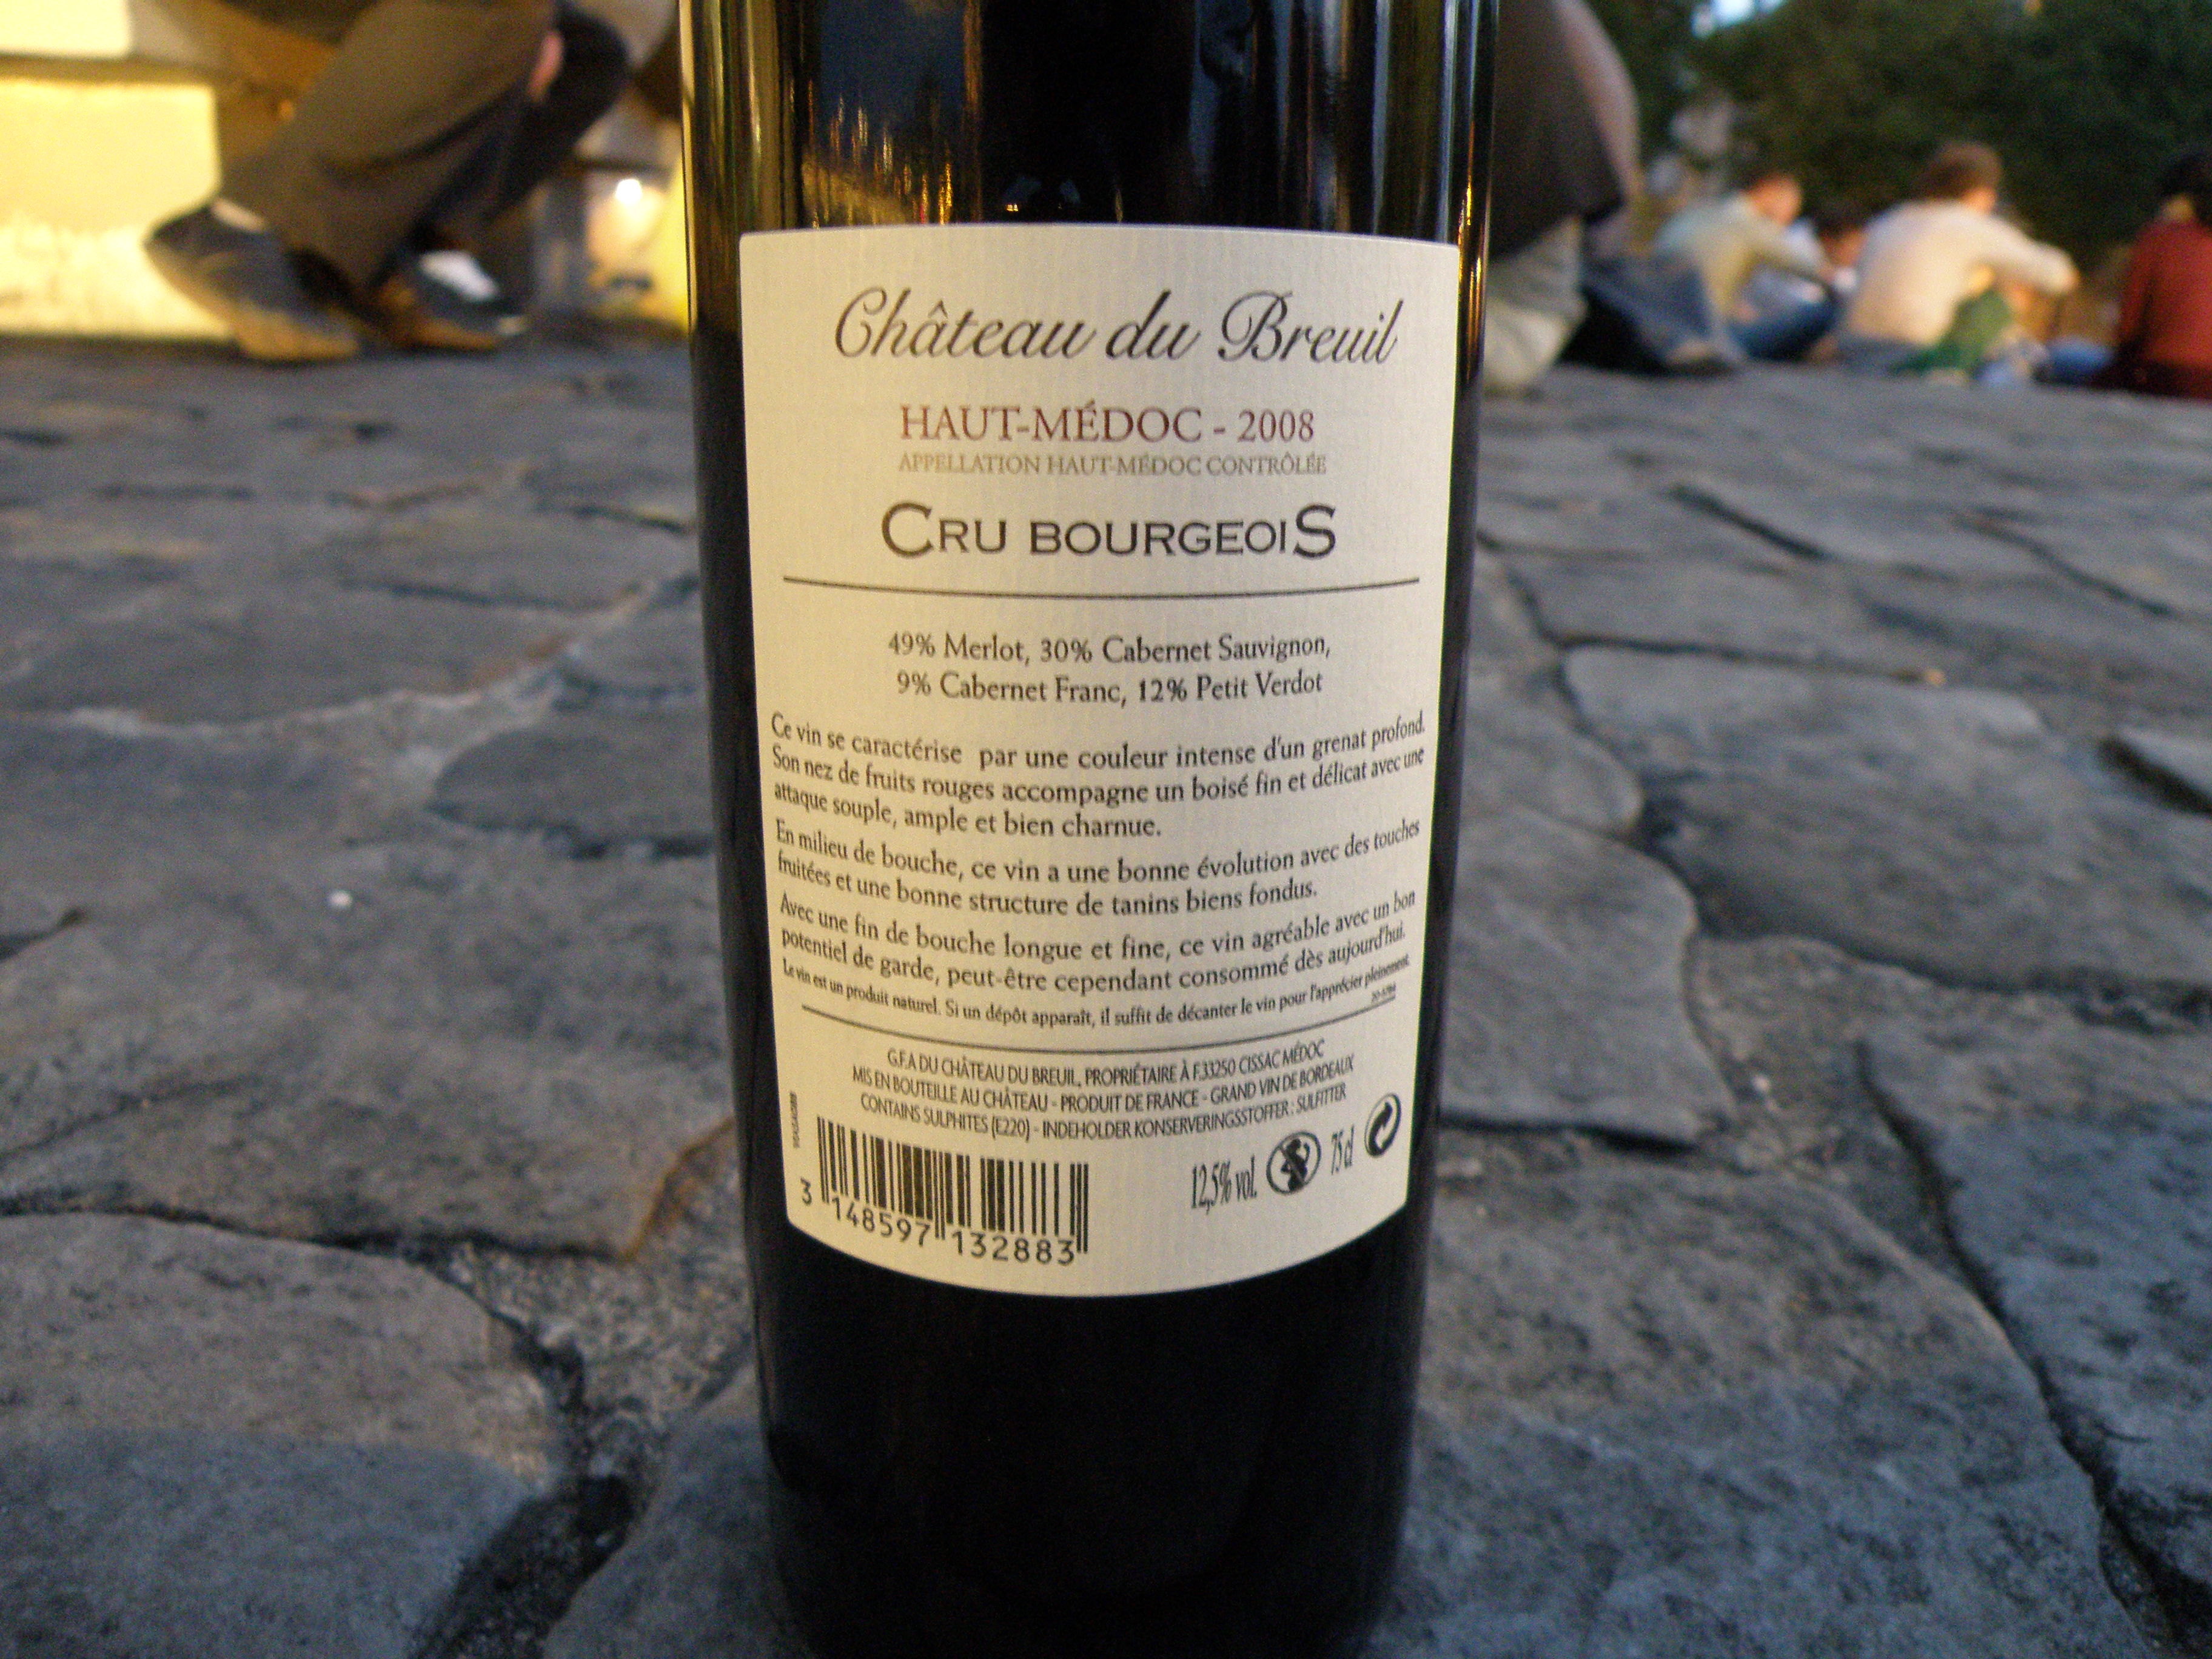 Château du Breuil
HAUT-MÉDOC - 2008
APPELLATION HAUT-MÉDOC CONTRÔLÉE
CRU BOURGEOIS
49% Merlot, 30% Cabernet Sauvignon,
9% Cabernet Franc, 12% Petit Verdot
Ce vin se caractérise par une couleur intense d'un grenat profond.
Son nez de fruits rouges accompagne un boisé fin et délicat avec une
attaque souple, ample et bien charnue.
En milieu de bouche, ce vin a une bonne évolution avec des touches
fruitées et une bonne structure de tanins biens fondus.
Avec une fin de bouche longue et fine, ce vin agréable avec un bon
potentiel de garde, peut-être cependant consommé dès aujourd'hui.
Le vin est un produit naturel. Si un dépôt apparaît, il suffit de décanter le vin pour l'apprécier pleinement.
G.F.A DU CHÂTEAU DU BREUIL, PROPRIÉTAIRE À F.33250 CISSAC MÉDOC
MIS EN BOUTEILLE AU CHÂTEAU - PRODUIT DE FRANCE - GRAND VIN DE BORDEAUX
CONTAINS SULPHITES (E220) - INDEHOLDER KONSERVERINGSSTOFFER : SULFITTER
12,5% vol. 75 cl
3 148597 132883